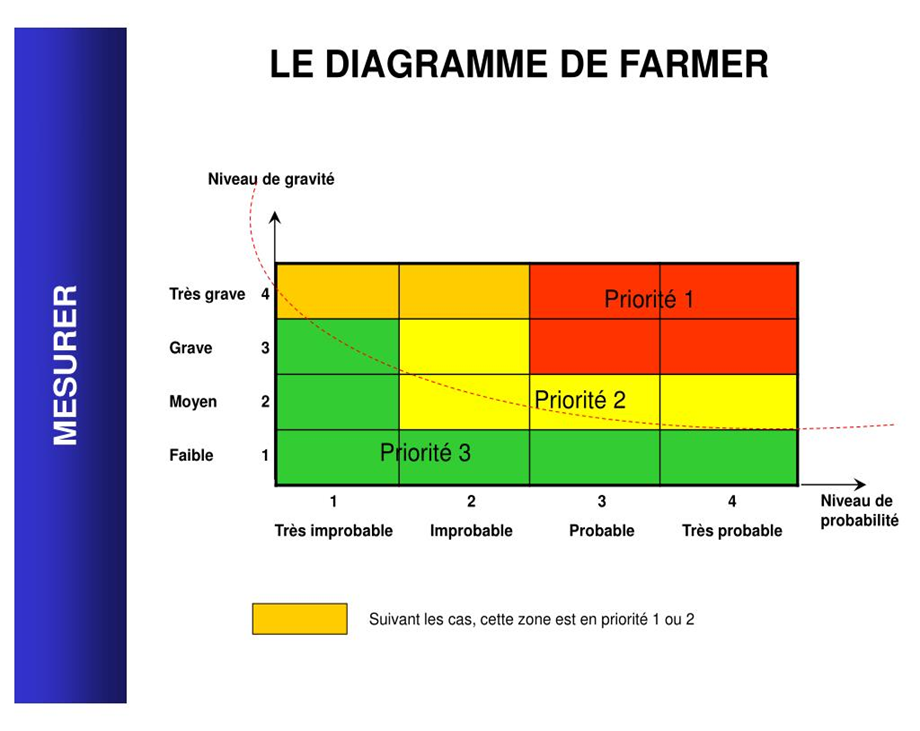 LE DIAGRAMME DE FARMER
MESURER
Niveau de gravité
Très grave 4
Priorité 1
Grave 3
Moyen 2
Priorité 2
Faible 1
Priorité 3
1 2 3 4
Très improbable Improbable Probable Très probable
Niveau de
probabilité
Suivant les cas, cette zone est en priorité 1 ou 2